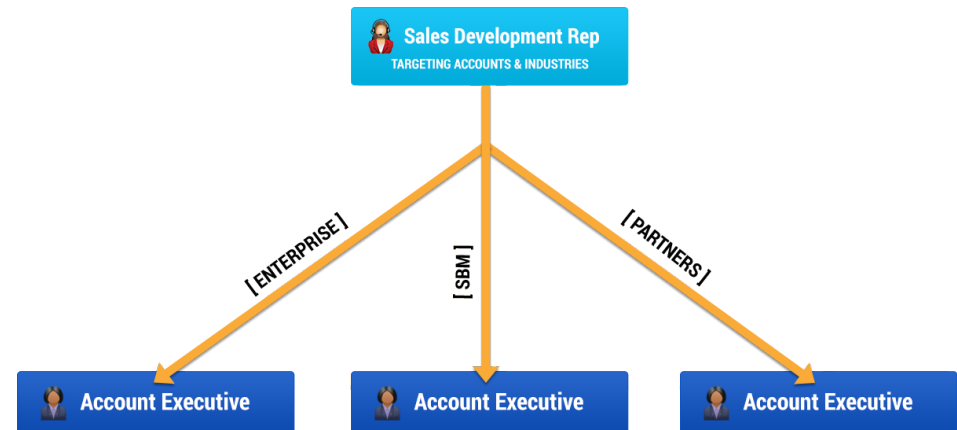 Sales Development Rep
TARGETING ACCOUNTS & INDUSTRIES
[ ENTERPRISE ]
[ SBM ]
[ PARTNERS ]
Account Executive
Account Executive
Account Executive